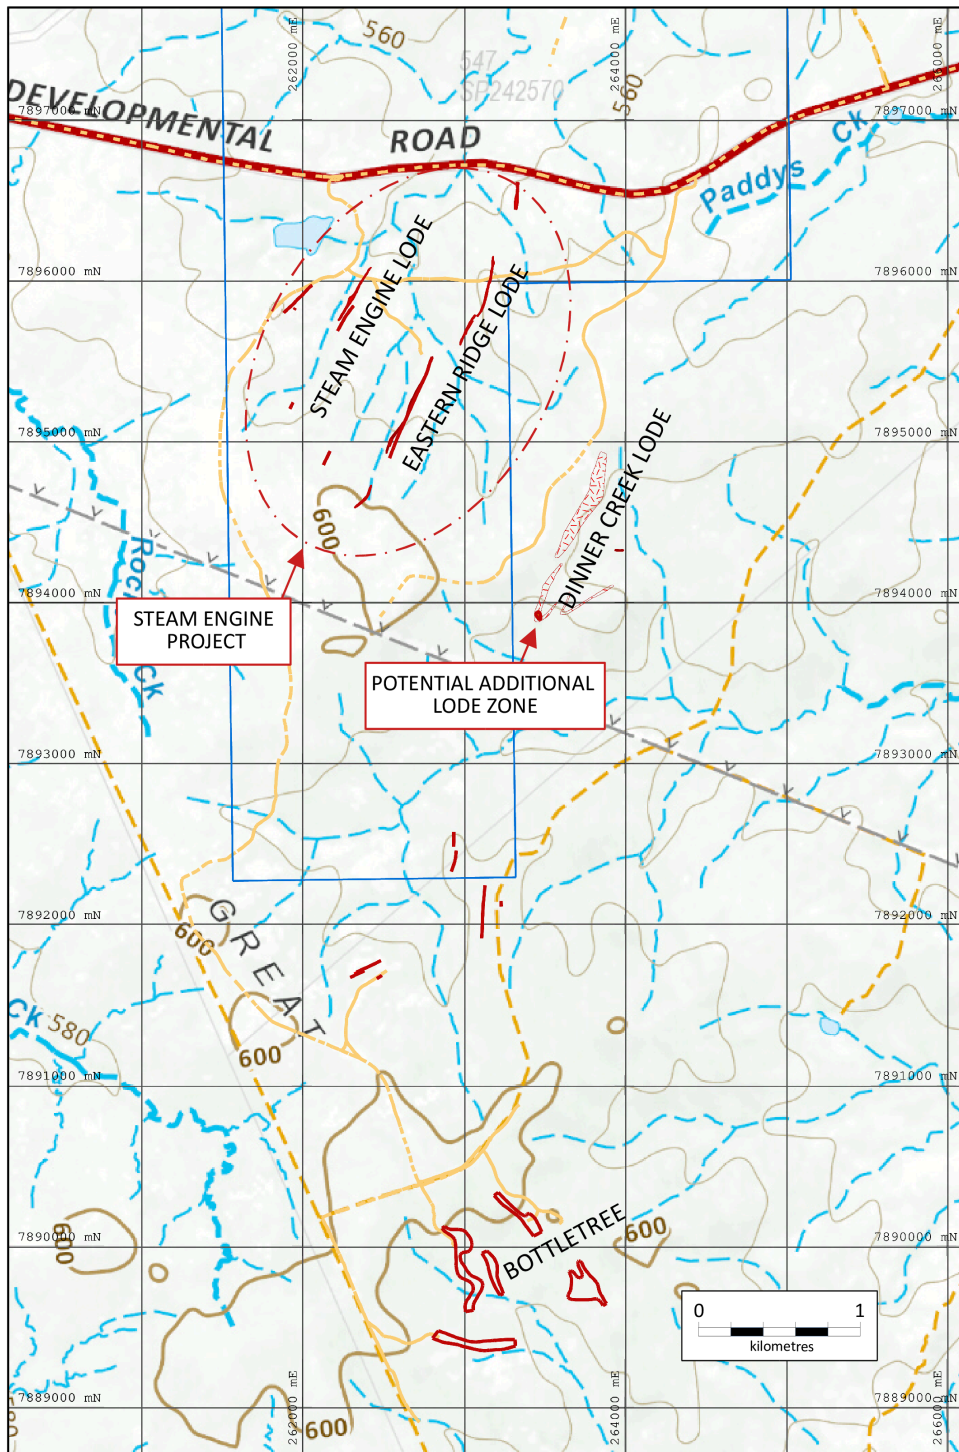 560
262000 mE
264000 mE
266000 mE
547
SP242570
560
DEVELOPMENTAL ROAD
7897000 mN
7897000 mN
Paddys Ck
7896000 mN
7896000 mN
STEAM ENGINE LODE
EASTERN RIDGE LODE
7895000 mN
7895000 mN
DINNER CREEK LODE
600
7894000 mN
7894000 mN
STEAM ENGINE
PROJECT
Ck
POTENTIAL ADDITIONAL
LODE ZONE
7893000 mN
7893000 mN
7892000 mN
7892000 mN
GREAT
600
Ck
580
600
7891000 mN
7891000 mN
BOTTLETREE
600
600
7890000 mN
7890000 mN
0 1
kilometres
7889000 mN
7889000 mN
262000 mE
264000 mE
266000 mE
600